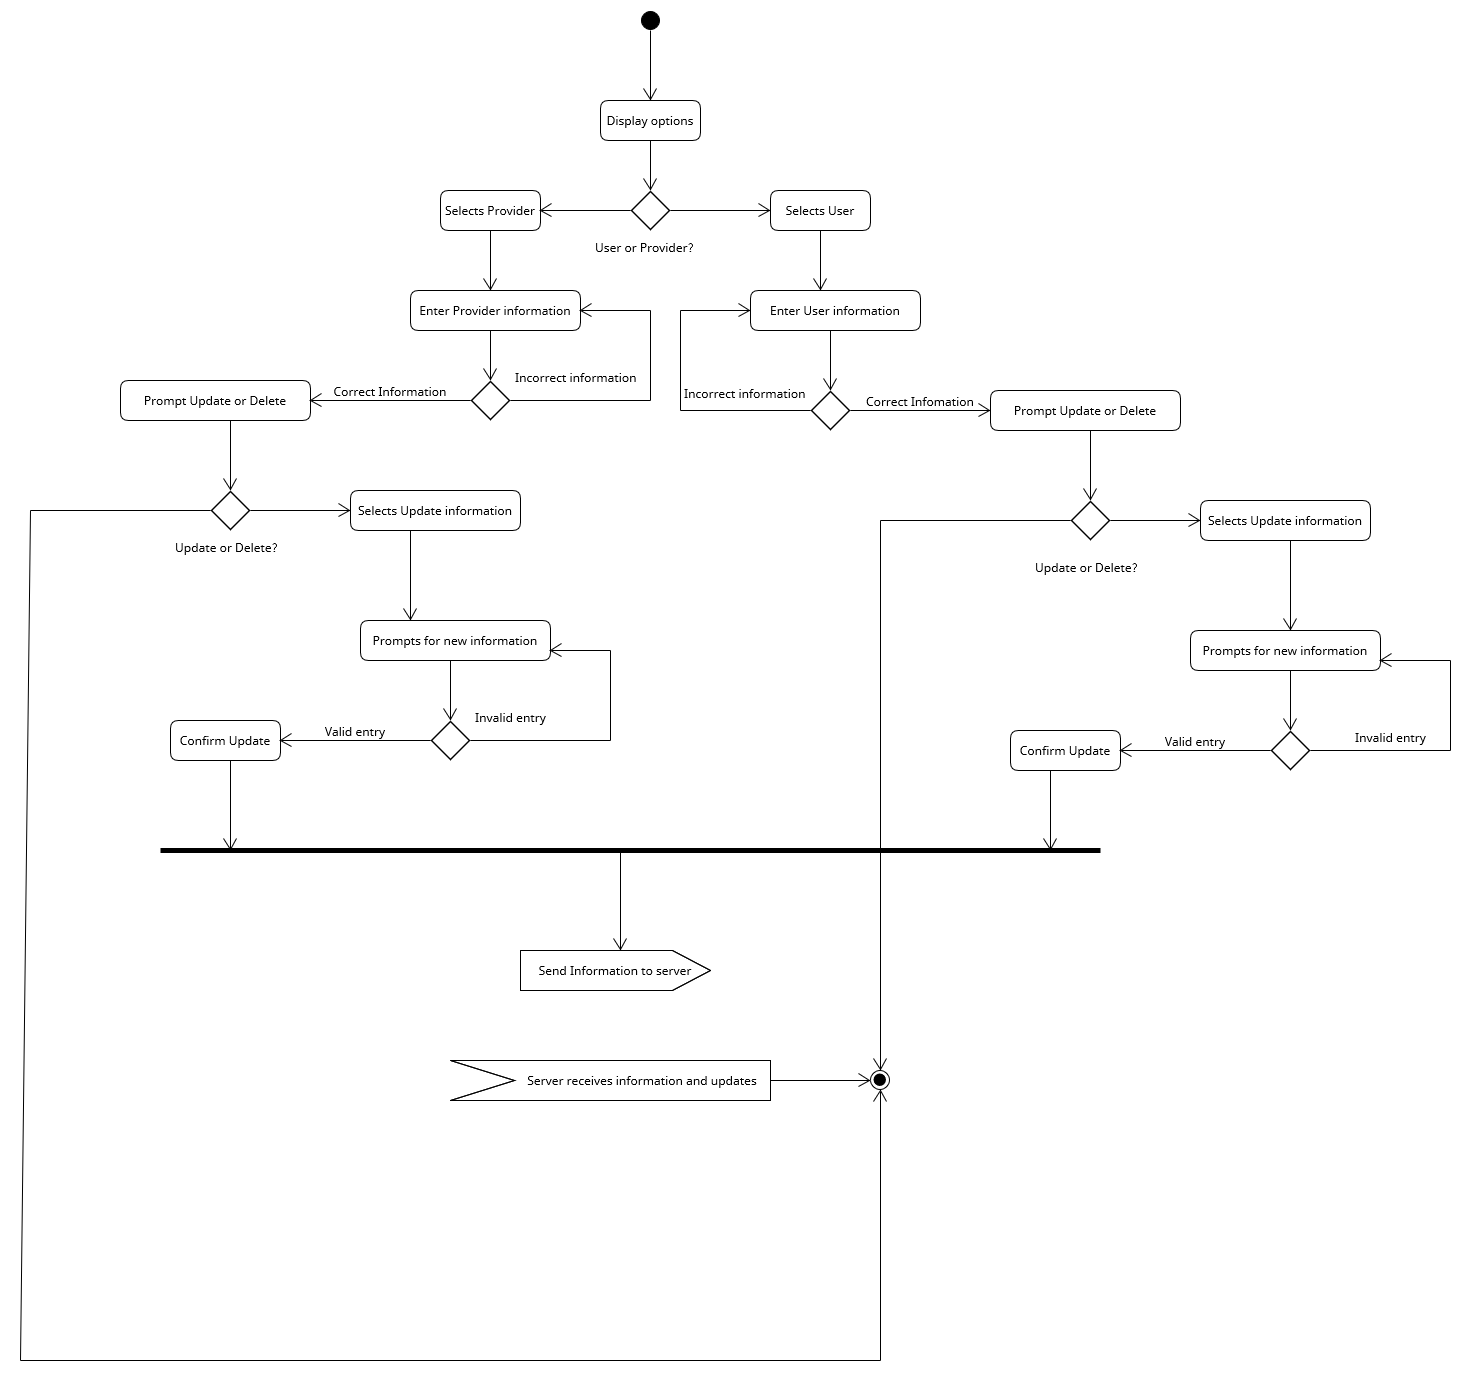 Display options
Selects Provider
Selects User
User or Provider?
Enter Provider information
Enter User information
Incorrect information
Correct Information
Prompt Update or Delete
Incorrect information
Correct Infomation
Prompt Update or Delete
Selects Update information
Selects Update information
Update or Delete?
Update or Delete?
Prompts for new information
Prompts for new information
Invalid entry
Valid entry
Confirm Update
Invalid entry
Valid entry
Confirm Update
Send Information to server
Server receives information and updates